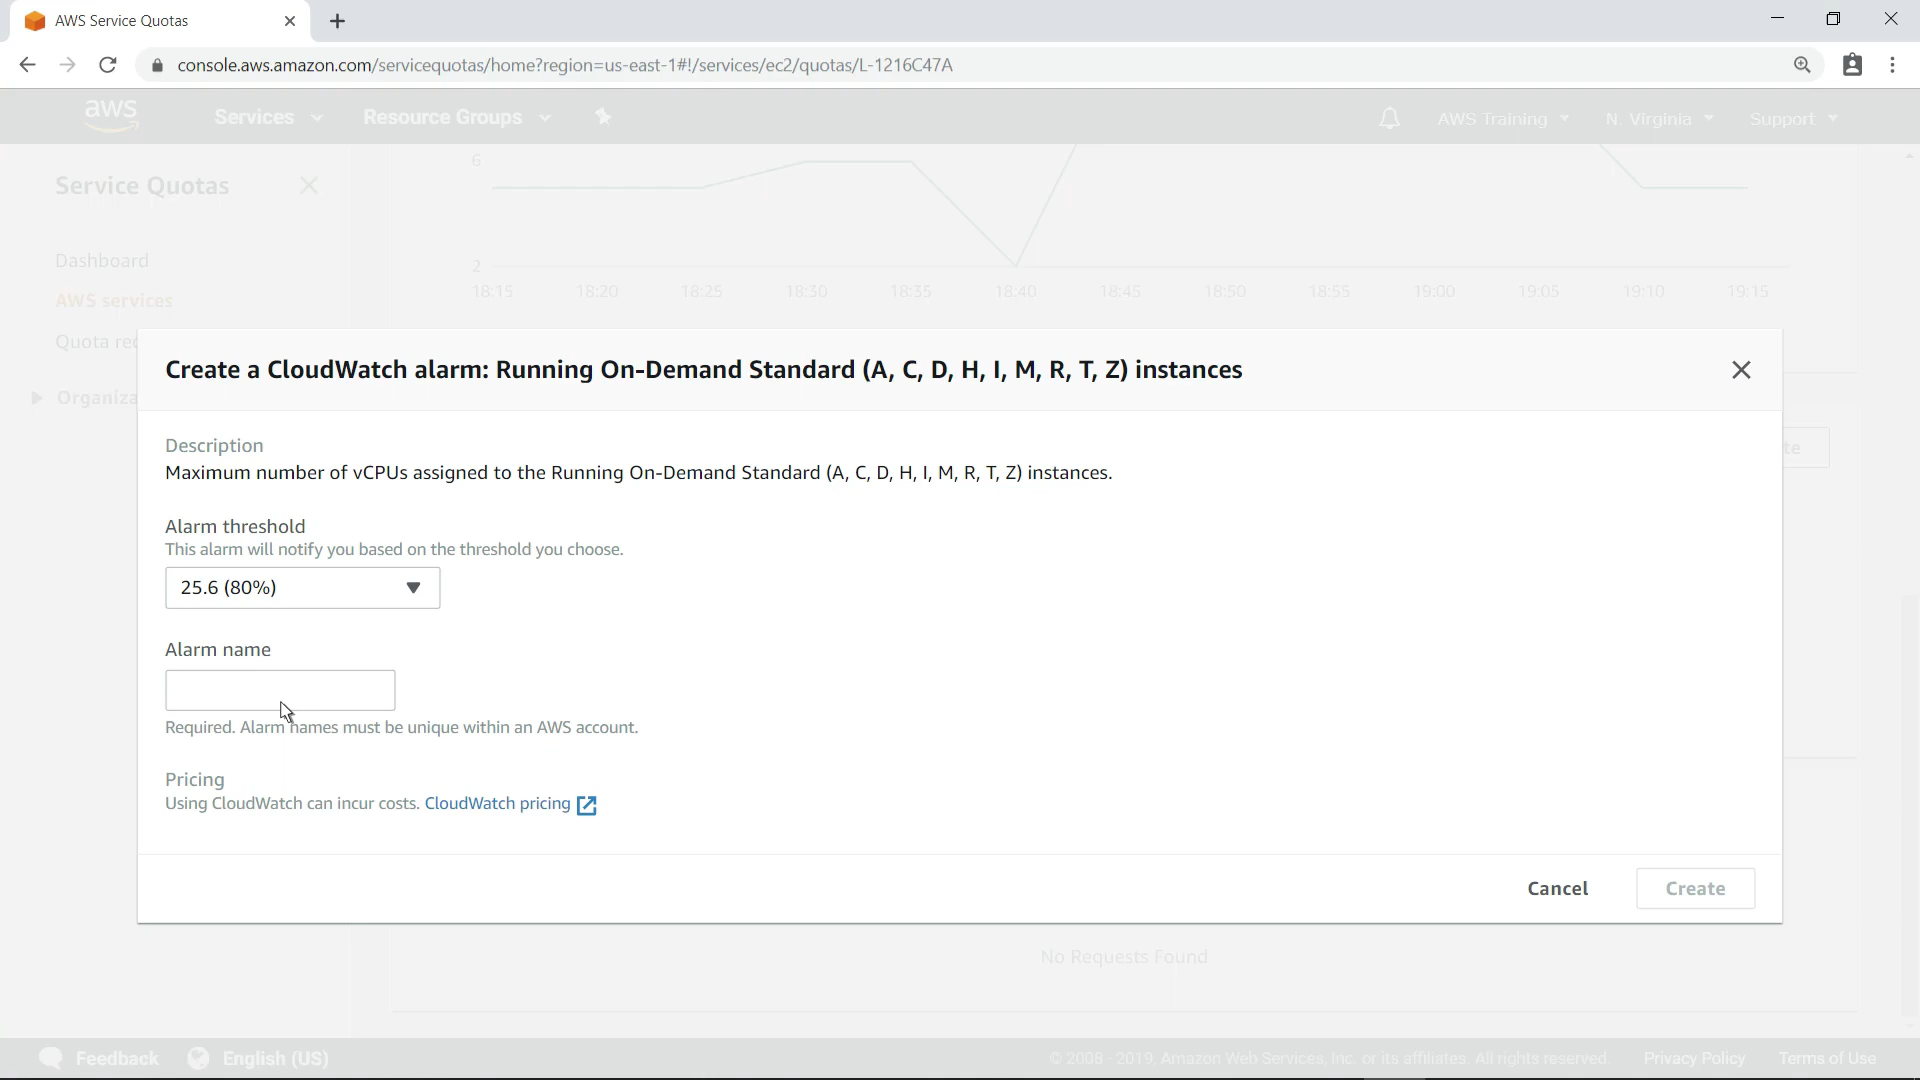 AWS Service Quotas
console.aws.amazon.com/servicequotas/home?region=us-east-1#!/services/ec2/quotas/L-1216C47A
aws
Services
Resource Groups
AWS Training
N. Virginia
Support
Service Quotas
Dashboard
AWS services
Quota rec
Organiza
6
2
18:15 18:20 18:25 18:30 18:35 18:40 18:45 18:50 18:55 19:00 19:05 19:10 19:15
Create a CloudWatch alarm: Running On-Demand Standard (A, C, D, H, I, M, R, T, Z) instances
Description
Maximum number of vCPUs assigned to the Running On-Demand Standard (A, C, D, H, I, M, R, T, Z) instances.
Alarm threshold
This alarm will notify you based on the threshold you choose.
25.6 (80%)
Alarm name
Required. Alarm names must be unique within an AWS account.
Pricing
Using CloudWatch can incur costs. CloudWatch pricing
Cancel
Create
te
No Requests Found
Feedback
English (US)
© 2008 - 2019, Amazon Web Services, Inc. or its affiliates. All rights reserved.
Privacy Policy
Terms of Use